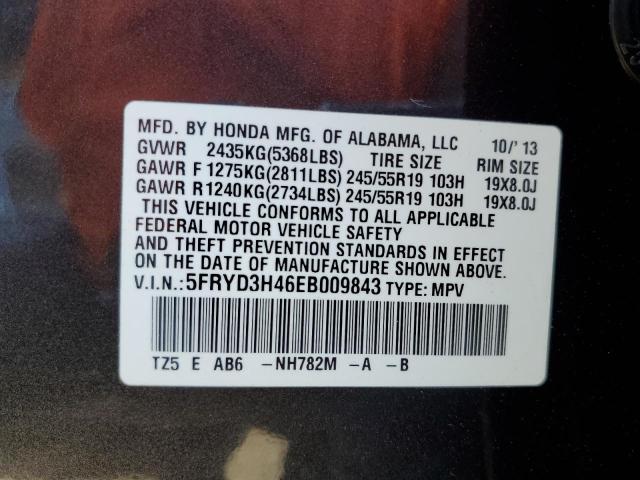 MFD. BY HONDA MFG. OF ALABAMA, LLC 10/' 13
GVWR 2435KG(5368LBS) TIRE SIZE RIM SIZE
GAWR F 1275KG(2811LBS) 245/55R19 103H 19X8.0J
GAWR R1240KG(2734LBS) 245/55R19 103H 19X8.0J
THIS VEHICLE CONFORMS TO ALL APPLICABLE
FEDERAL MOTOR VEHICLE SAFETY
AND THEFT PREVENTION STANDARDS IN EFFECT
ON THE DATE OF MANUFACTURE SHOWN ABOVE.
V.I.N.:5FRYD3H46EB009843 TYPE: MPV
TZ5 E AB6 -NH782M -A -B